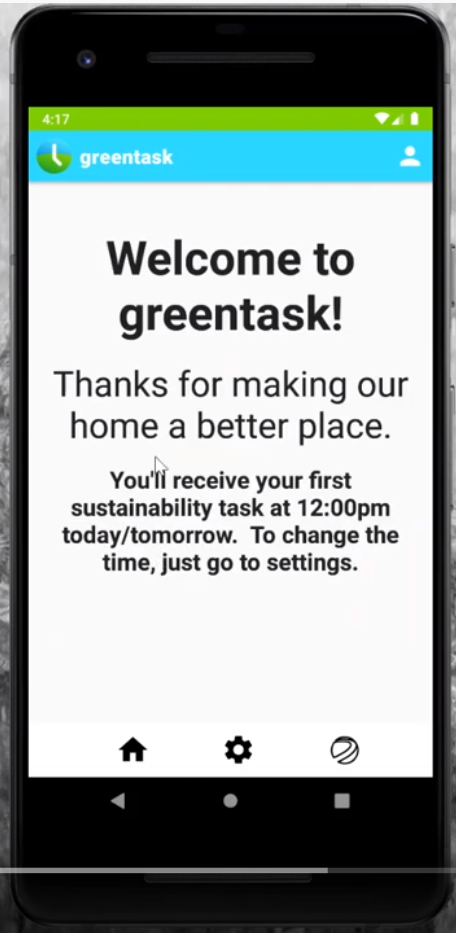 4:17
greentask
Welcome to
greentask!
Thanks for making our
home a better place.
You'll receive your first
sustainability task at 12:00pm
today/tomorrow.  To change the
time, just go to settings.